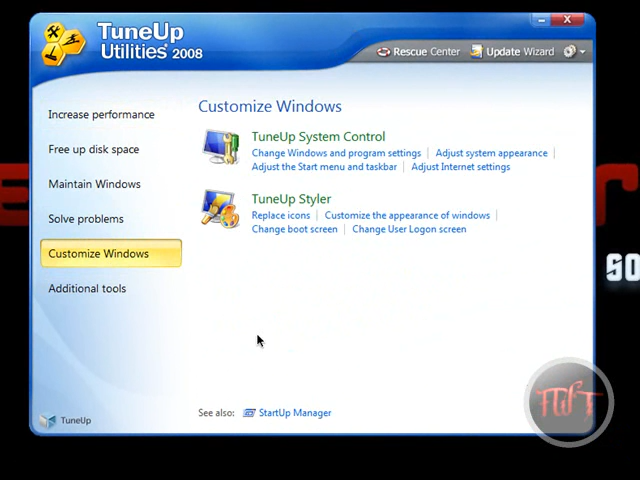 TuneUp
Utilities® 2008
Rescue Center
Update Wizard
Customize Windows
Increase performance
Free up disk space
Maintain Windows
Solve problems
Customize Windows
Additional tools
TuneUp System Control
Change Windows and program settings | Adjust system appearance
Adjust the Start menu and taskbar | Adjust Internet settings
TuneUp Styler
Replace icons | Customize the appearance of windows
Change boot screen | Change User Logon screen
See also: StartUp Manager
TuneUp
SO